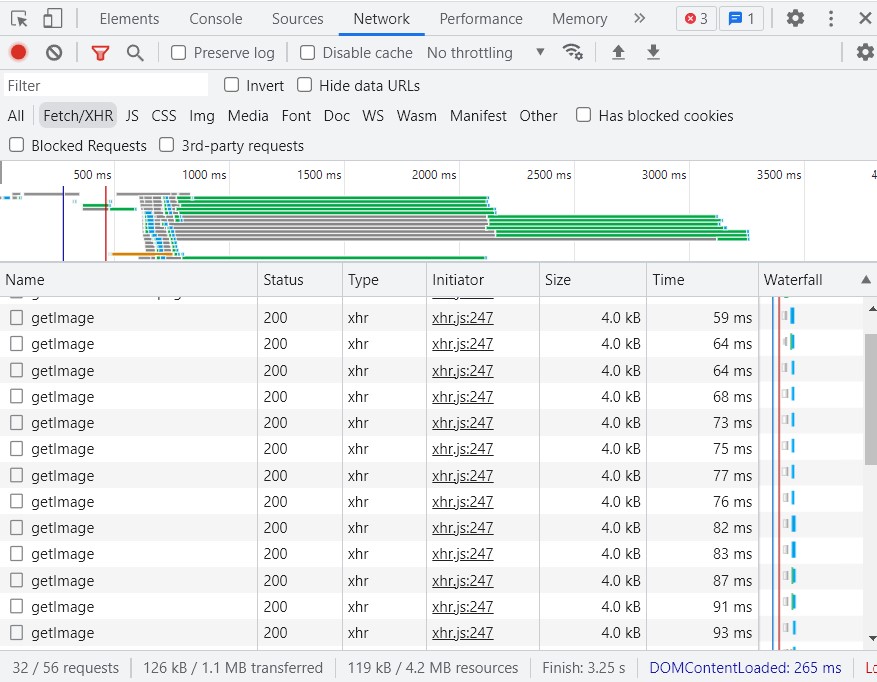 Elements Console Sources Network Performance Memory 3 1
Preserve log Disable cache No throttling
Filter Invert Hide data URLs
All Fetch/XHR JS CSS Img Media Font Doc WS Wasm Manifest Other Has blocked cookies
Blocked Requests 3rd-party requests
500 ms 1000 ms 1500 ms 2000 ms 2500 ms 3000 ms 3500 ms 4
Name Status Type Initiator Size Time Waterfall
getImage 200 xhr xhr.js:247 4.0 kB 59 ms
getImage 200 xhr xhr.js:247 4.0 kB 64 ms
getImage 200 xhr xhr.js:247 4.0 kB 64 ms
getImage 200 xhr xhr.js:247 4.0 kB 68 ms
getImage 200 xhr xhr.js:247 4.0 kB 73 ms
getImage 200 xhr xhr.js:247 4.0 kB 75 ms
getImage 200 xhr xhr.js:247 4.0 kB 77 ms
getImage 200 xhr xhr.js:247 4.0 kB 76 ms
getImage 200 xhr xhr.js:247 4.0 kB 82 ms
getImage 200 xhr xhr.js:247 4.0 kB 83 ms
getImage 200 xhr xhr.js:247 4.0 kB 87 ms
getImage 200 xhr xhr.js:247 4.0 kB 91 ms
getImage 200 xhr xhr.js:247 4.0 kB 93 ms
32 / 56 requests 126 kB / 1.1 MB transferred 119 kB / 4.2 MB resources Finish: 3.25 s DOMContentLoaded: 265 ms Lo